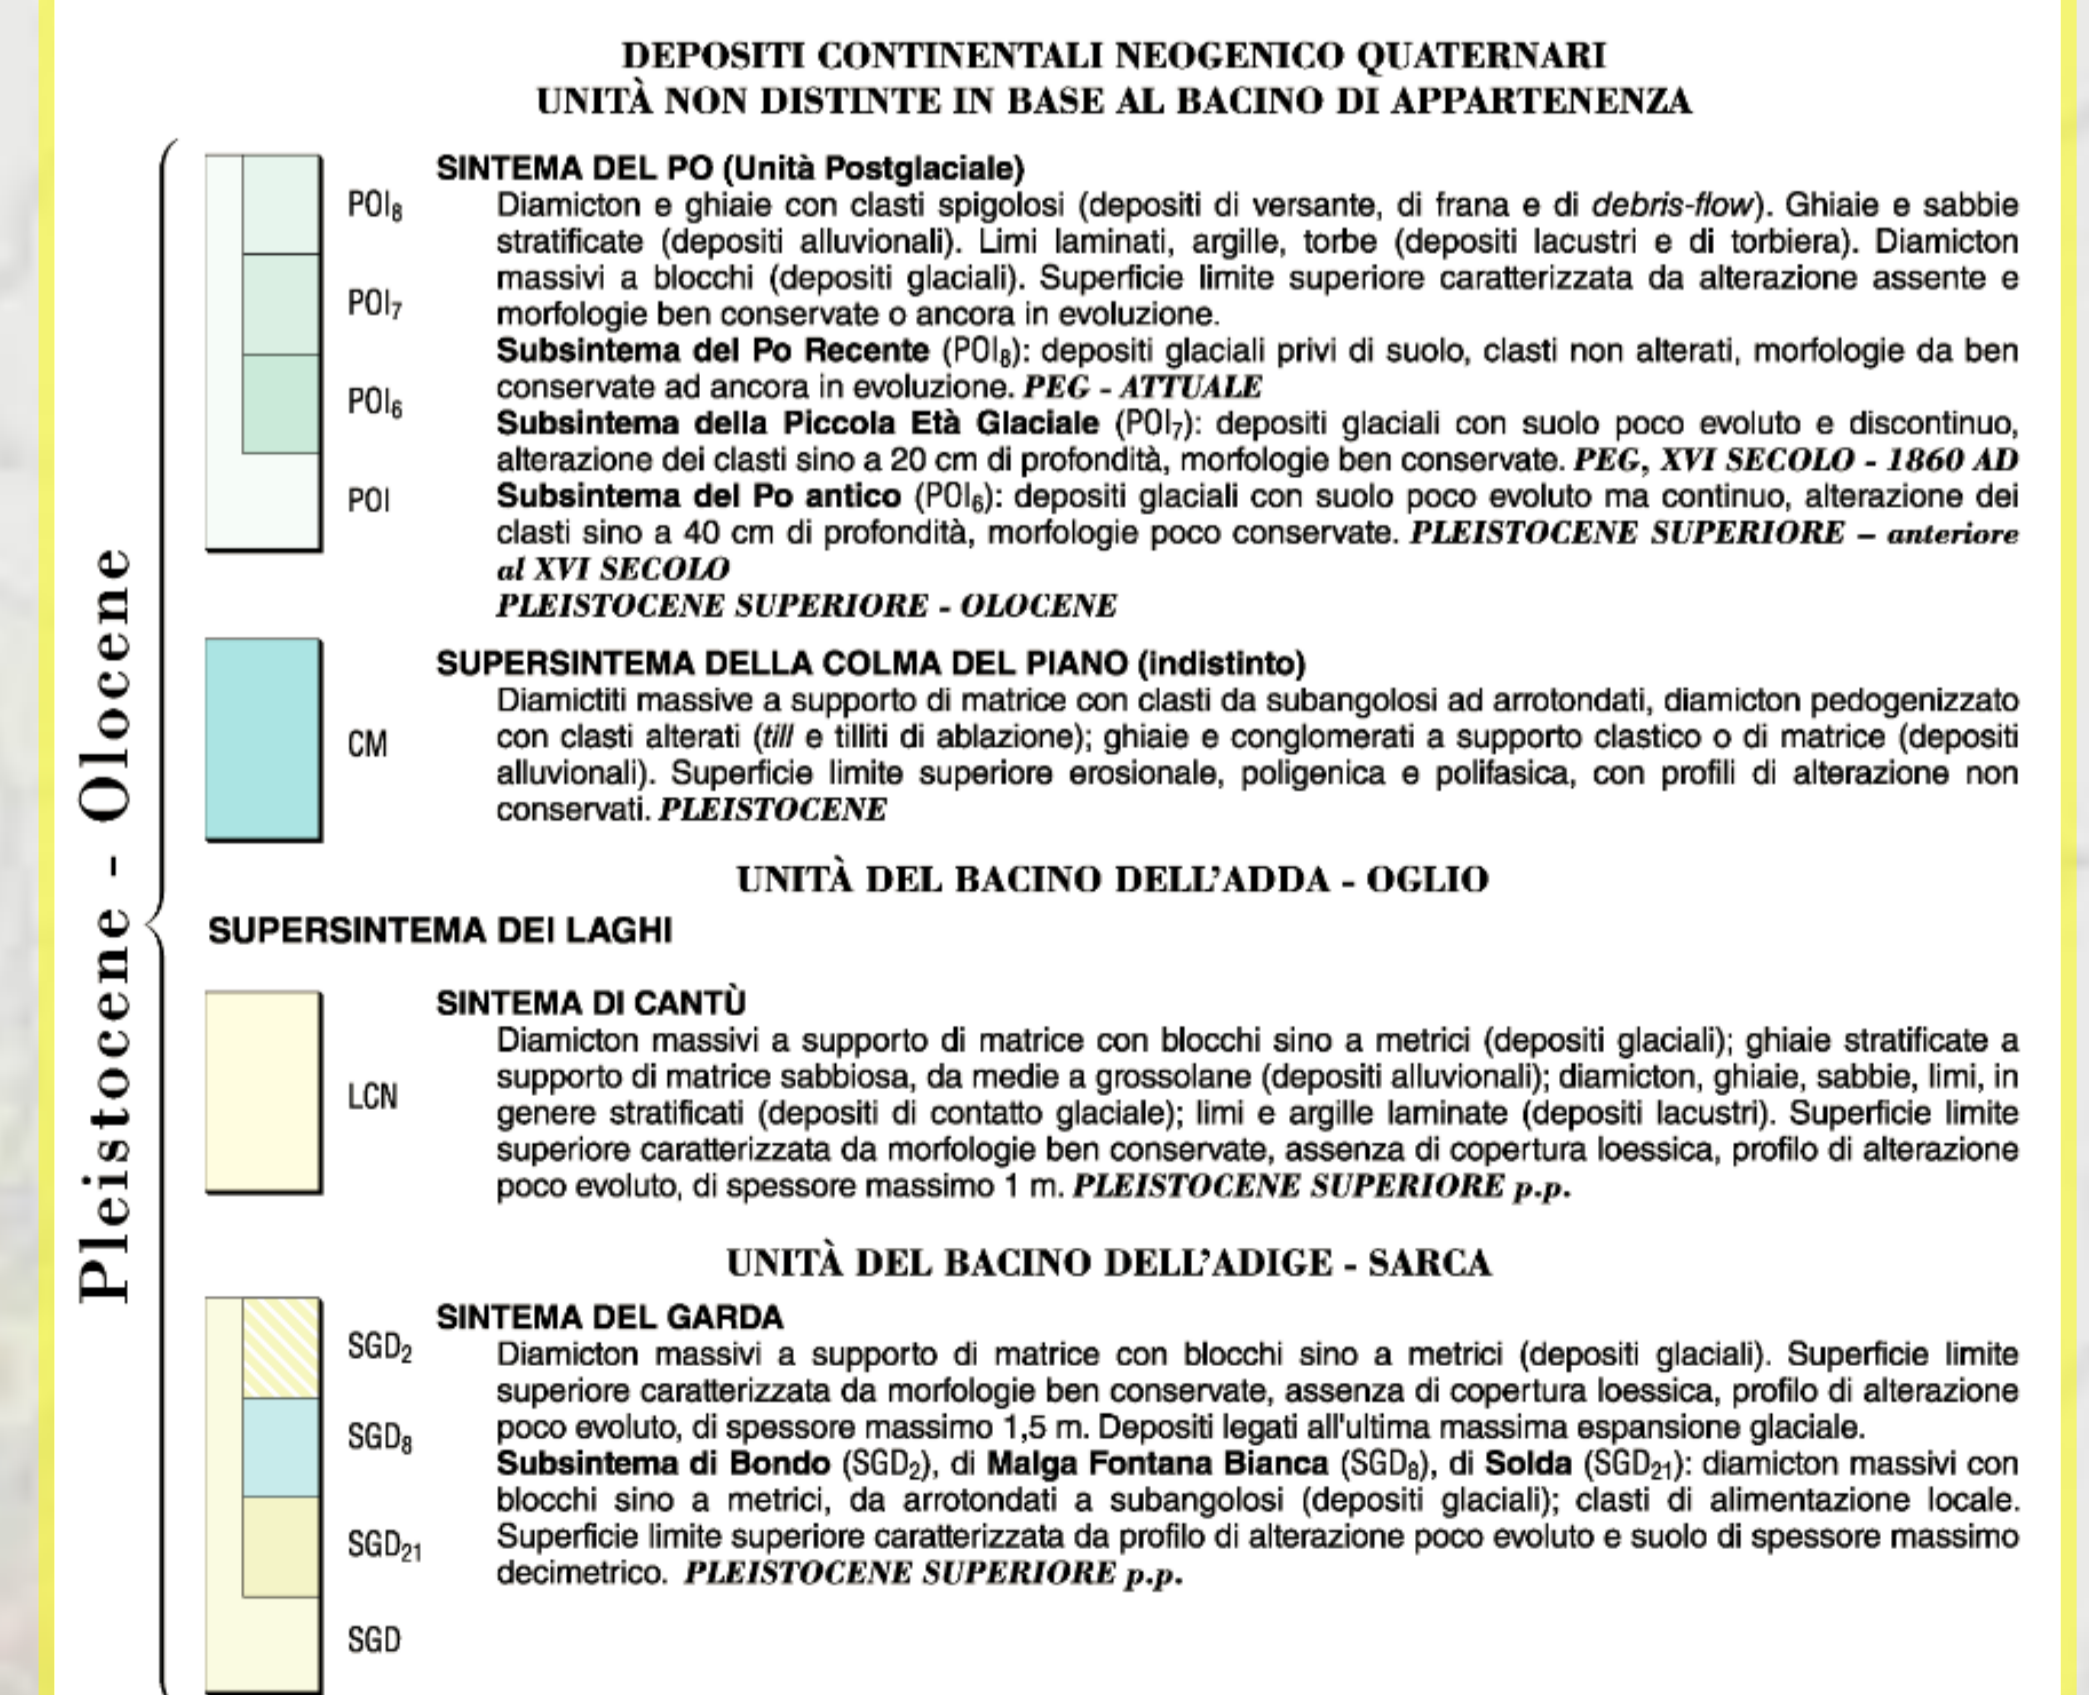 DEPOSITI CONTINENTALI NEOGENICO QUATERNARI
UNITÀ NON DISTINTE IN BASE AL BACINO DI APPARTENENZA
Pleistocene - Olocene
POI₈
POI₇
POI₆
POI
SINTEMA DEL PO (Unità Postglaciale)
Diamicton e ghiaie con clasti spigolosi (depositi di versante, di frana e di debris-flow). Ghiaie e sabbie
stratificate (depositi alluvionali). Limi laminati, argille, torbe (depositi lacustri e di torbiera). Diamicton
massivi a blocchi (depositi glaciali). Superficie limite superiore caratterizzata da alterazione assente e
morfologie ben conservate o ancora in evoluzione.
Subsintema del Po Recente (POI₈): depositi glaciali privi di suolo, clasti non alterati, morfologie da ben
conservate ad ancora in evoluzione. PEG - ATTUALE
Subsintema della Piccola Età Glaciale (POI₇): depositi glaciali con suolo poco evoluto e discontinuo,
alterazione dei clasti sino a 20 cm di profondità, morfologie ben conservate. PEG, XVI SECOLO - 1860 AD
Subsintema del Po antico (POI₆): depositi glaciali con suolo poco evoluto ma continuo, alterazione dei
clasti sino a 40 cm di profondità, morfologie poco conservate. PLEISTOCENE SUPERIORE – anteriore
al XVI SECOLO
PLEISTOCENE SUPERIORE - OLOCENE
CM
SUPERSINTEMA DELLA COLMA DEL PIANO (indistinto)
Diamictiti massive a supporto di matrice con clasti da subangolosi ad arrotondati, diamicton pedogenizzato
con clasti alterati (till e tilliti di ablazione); ghiaie e conglomerati a supporto clastico o di matrice (depositi
alluvionali). Superficie limite superiore erosionale, poligenica e polifasica, con profili di alterazione non
conservati. PLEISTOCENE
UNITÀ DEL BACINO DELL'ADDA - OGLIO
SUPERSINTEMA DEI LAGHI
LCN
SINTEMA DI CANTÙ
Diamicton massivi a supporto di matrice con blocchi sino a metrici (depositi glaciali); ghiaie stratificate a
supporto di matrice sabbiosa, da medie a grossolane (depositi alluvionali); diamicton, ghiaie, sabbie, limi, in
genere stratificati (depositi di contatto glaciale); limi e argille laminate (depositi lacustri). Superficie limite
superiore caratterizzata da morfologie ben conservate, assenza di copertura loessica, profilo di alterazione
poco evoluto, di spessore massimo 1 m. PLEISTOCENE SUPERIORE p.p.
UNITÀ DEL BACINO DELL'ADIGE - SARCA
SGD₂
SGD₈
SGD₂₁
SGD
SINTEMA DEL GARDA
Diamicton massivi a supporto di matrice con blocchi sino a metrici (depositi glaciali). Superficie limite
superiore caratterizzata da morfologie ben conservate, assenza di copertura loessica, profilo di alterazione
poco evoluto, di spessore massimo 1,5 m. Depositi legati all'ultima massima espansione glaciale.
Subsintema di Bondo (SGD₂), di Malga Fontana Bianca (SGD₈), di Solda (SGD₂₁): diamicton massivi con
blocchi sino a metrici, da arrotondati a subangolosi (depositi glaciali); clasti di alimentazione locale.
Superficie limite superiore caratterizzata da profilo di alterazione poco evoluto e suolo di spessore massimo
decimetrico. PLEISTOCENE SUPERIORE p.p.